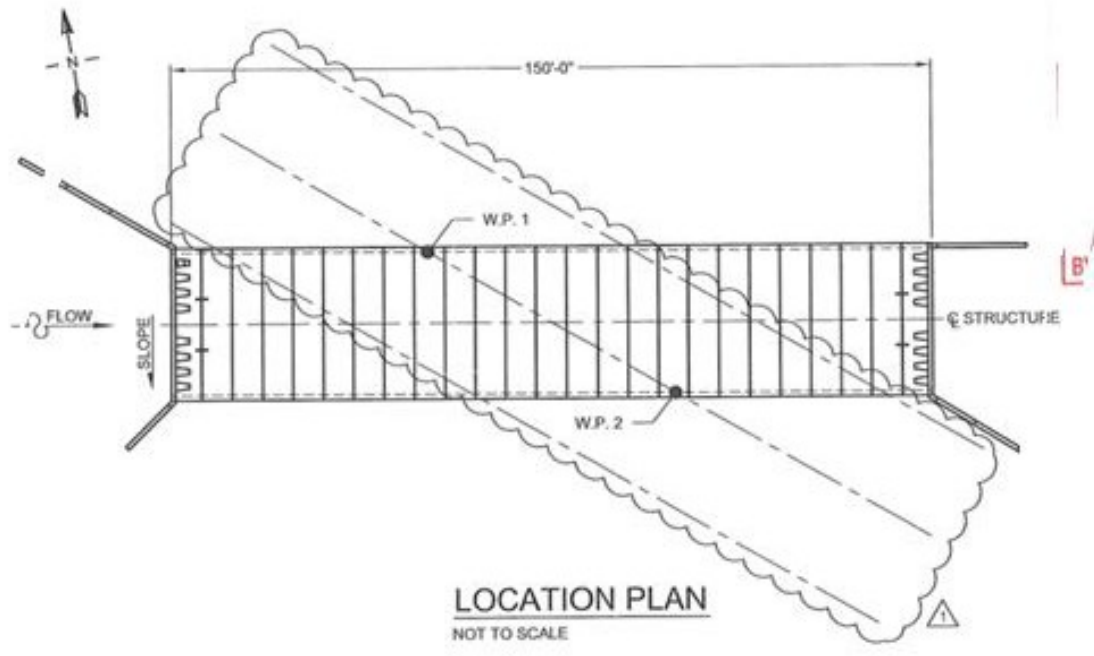 N
150'-0"
W.P. 1
B'
FLOW
SLOPE
℄ STRUCTURE
W.P. 2
LOCATION PLAN
NOT TO SCALE
1